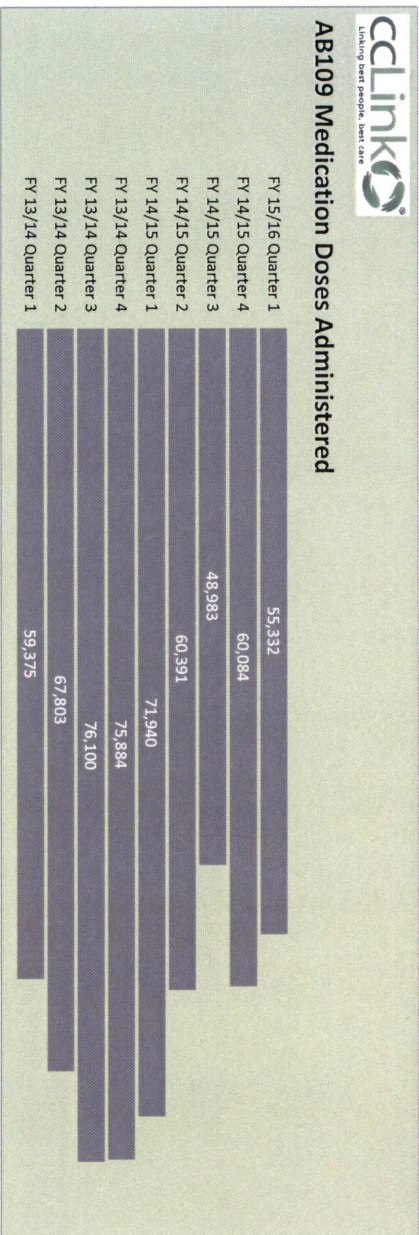 ccLink®
Linking best people, best care
AB109 Medication Doses Administered
FY 15/16 Quarter 1 55,332
FY 14/15 Quarter 4 60,084
FY 14/15 Quarter 3 48,983
FY 14/15 Quarter 2 60,391
FY 14/15 Quarter 1 71,940
FY 13/14 Quarter 4 75,884
FY 13/14 Quarter 3 76,100
FY 13/14 Quarter 2 67,803
FY 13/14 Quarter 1 59,375